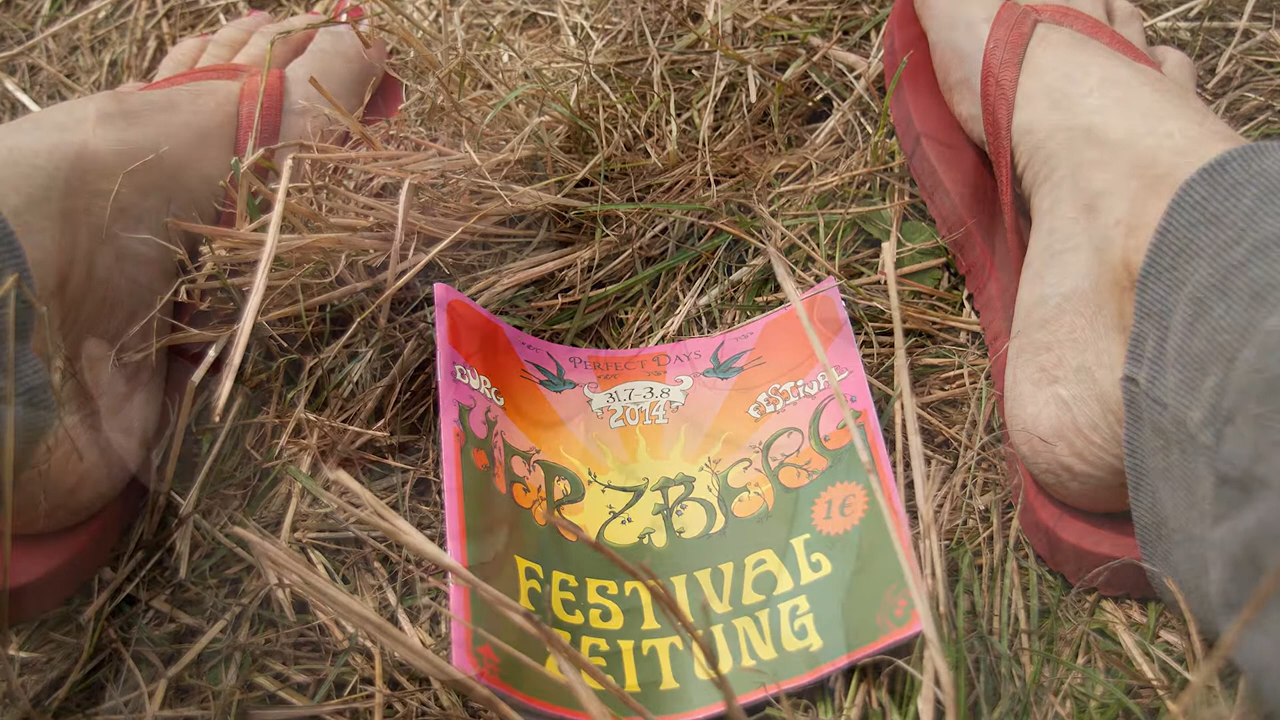 PERFECT DAYS
BURG
31.7-3.8
2014
FESTIVAL
HERZBERG
1€
FESTIVAL
ZEITUNG